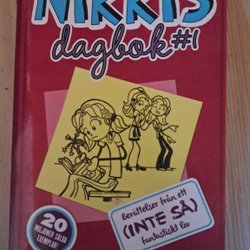 NIKKIS
dagbok #1
Berättelser från ett
(INTE SÅ)
fantastiskt liv
20
MILJONER SÅLDA
EXEMPLAR!